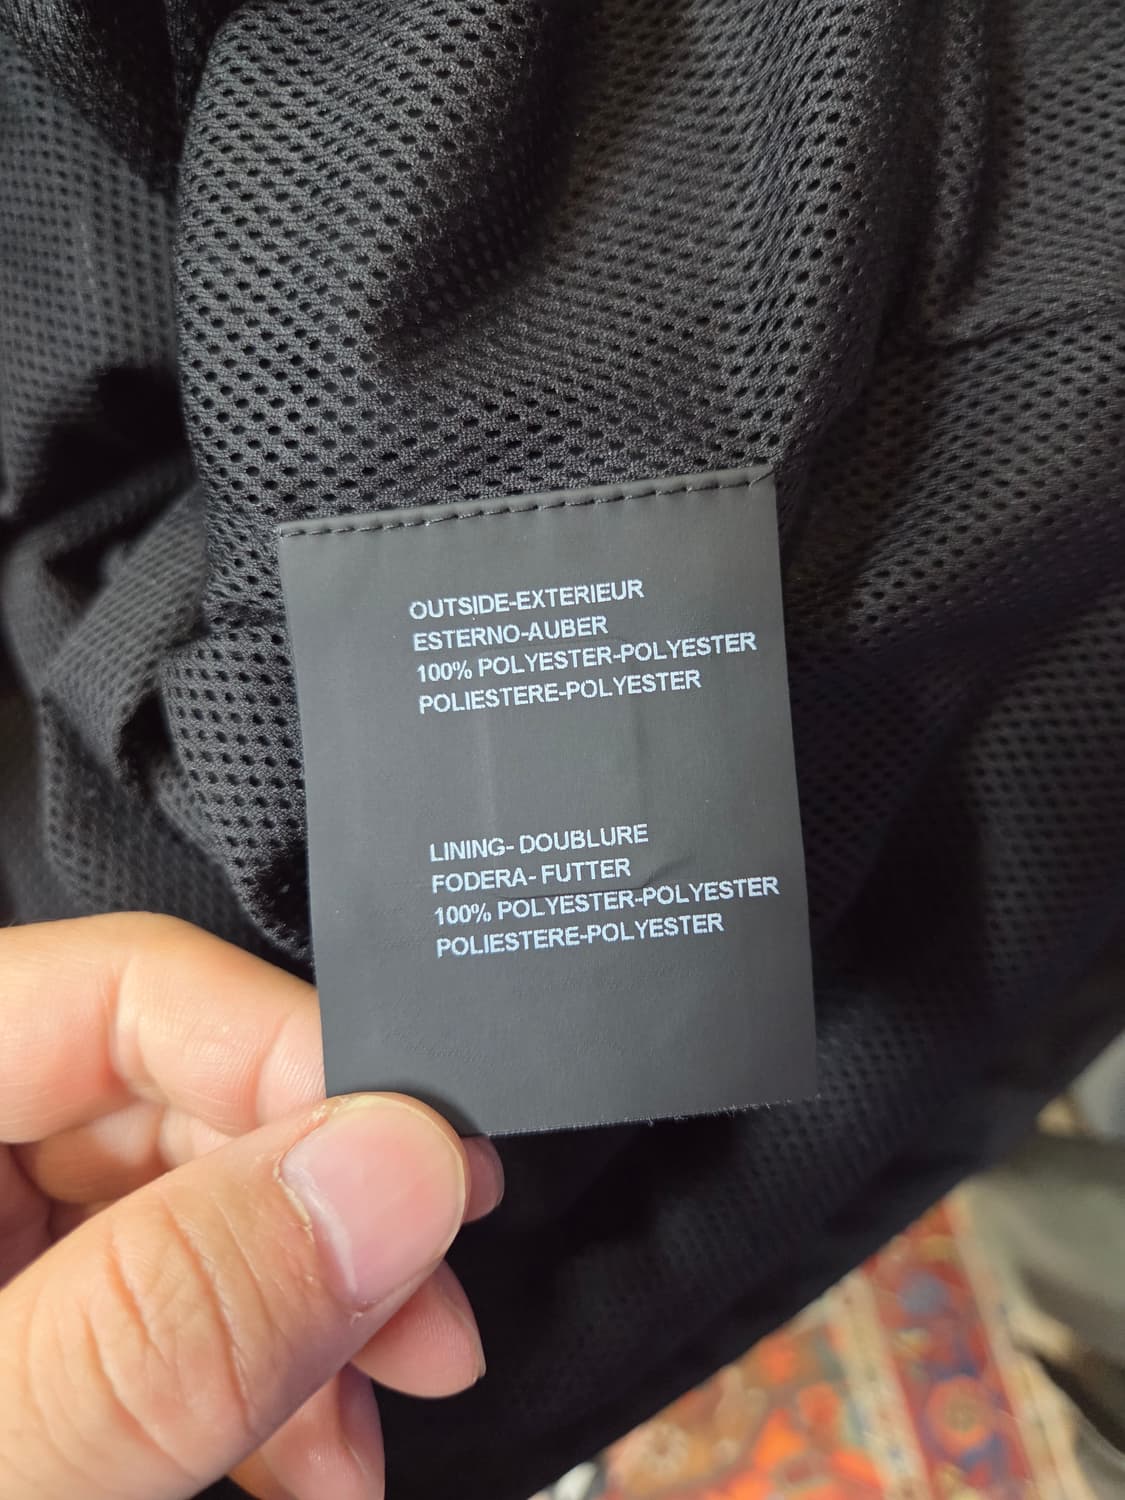 OUTSIDE-EXTERIEUR
ESTERNO-AUBER
100% POLYESTER-POLYESTER
POLIESTERE-POLYESTER
LINING- DOUBLURE
FODERA- FUTTER
100% POLYESTER-POLYESTER
POLIESTERE-POLYESTER